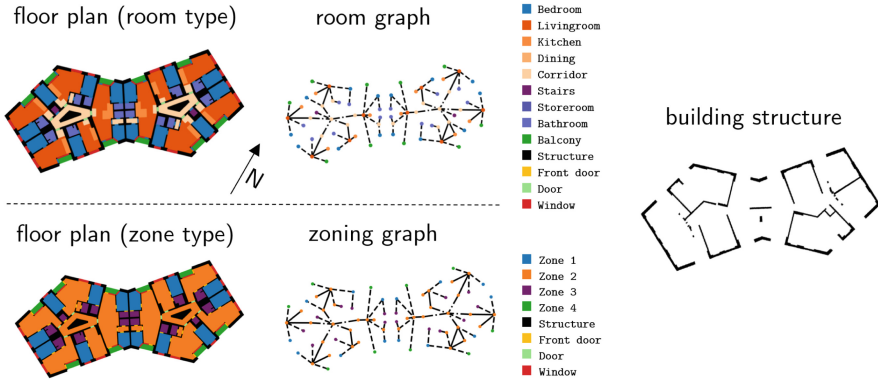 floor plan (room type)
room graph
Bedroom
Livingroom
Kitchen
Dining
Corridor
Stairs
Storeroom
Bathroom
Balcony
Structure
Front door
Door
Window
N
building structure
floor plan (zone type)
zoning graph
Zone 1
Zone 2
Zone 3
Zone 4
Structure
Front door
Door
Window